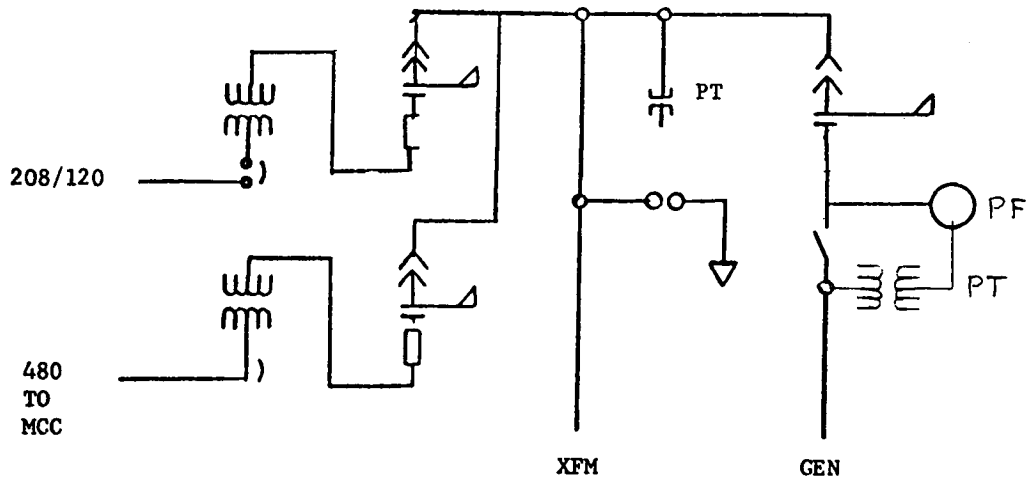 PT
208/120
PF
PT
480
TO
MCC
XFM
GEN